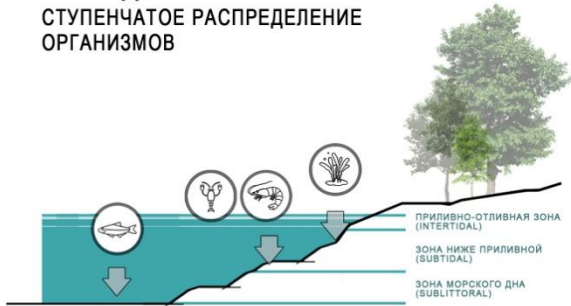 СТУПЕНЧАТОЕ РАСПРЕДЕЛЕНИЕ
ОРГАНИЗМОВ
ПРИЛИВНО-ОТЛИВНАЯ ЗОНА
(INTERTIDAL)
ЗОНА НИЖЕ ПРИЛИВНОЙ
(SUBTIDAL)
ЗОНА МОРСКОГО ДНА
(SUBLITTORAL)